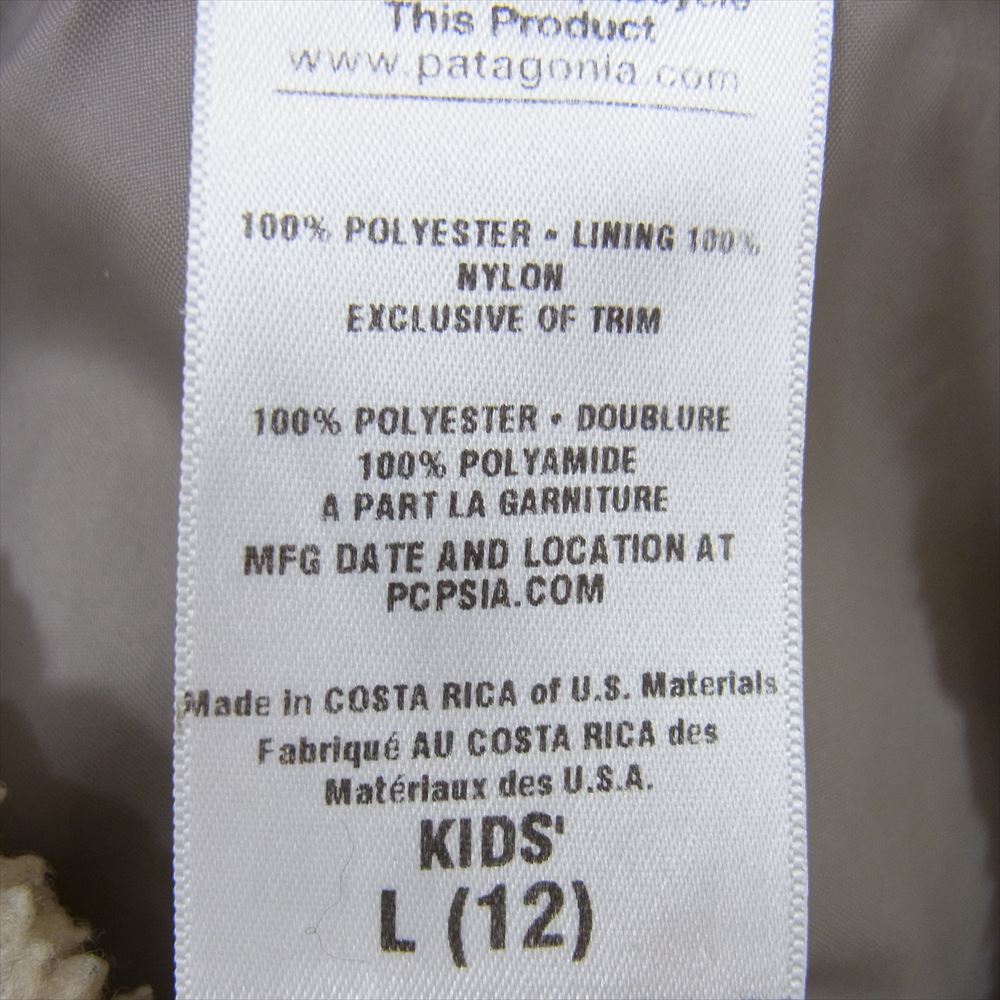 This Product
www.patagonia.com
100% POLYESTER • LINING 100%
NYLON
EXCLUSIVE OF TRIM
100% POLYESTER • DOUBLURE
100% POLYAMIDE
A PART LA GARNITURE
MFG DATE AND LOCATION AT
PCPSIA.COM
Made in COSTA RICA of U.S. Materials
Fabriqué AU COSTA RICA des
Matériaux des U.S.A.
KIDS'
L (12)